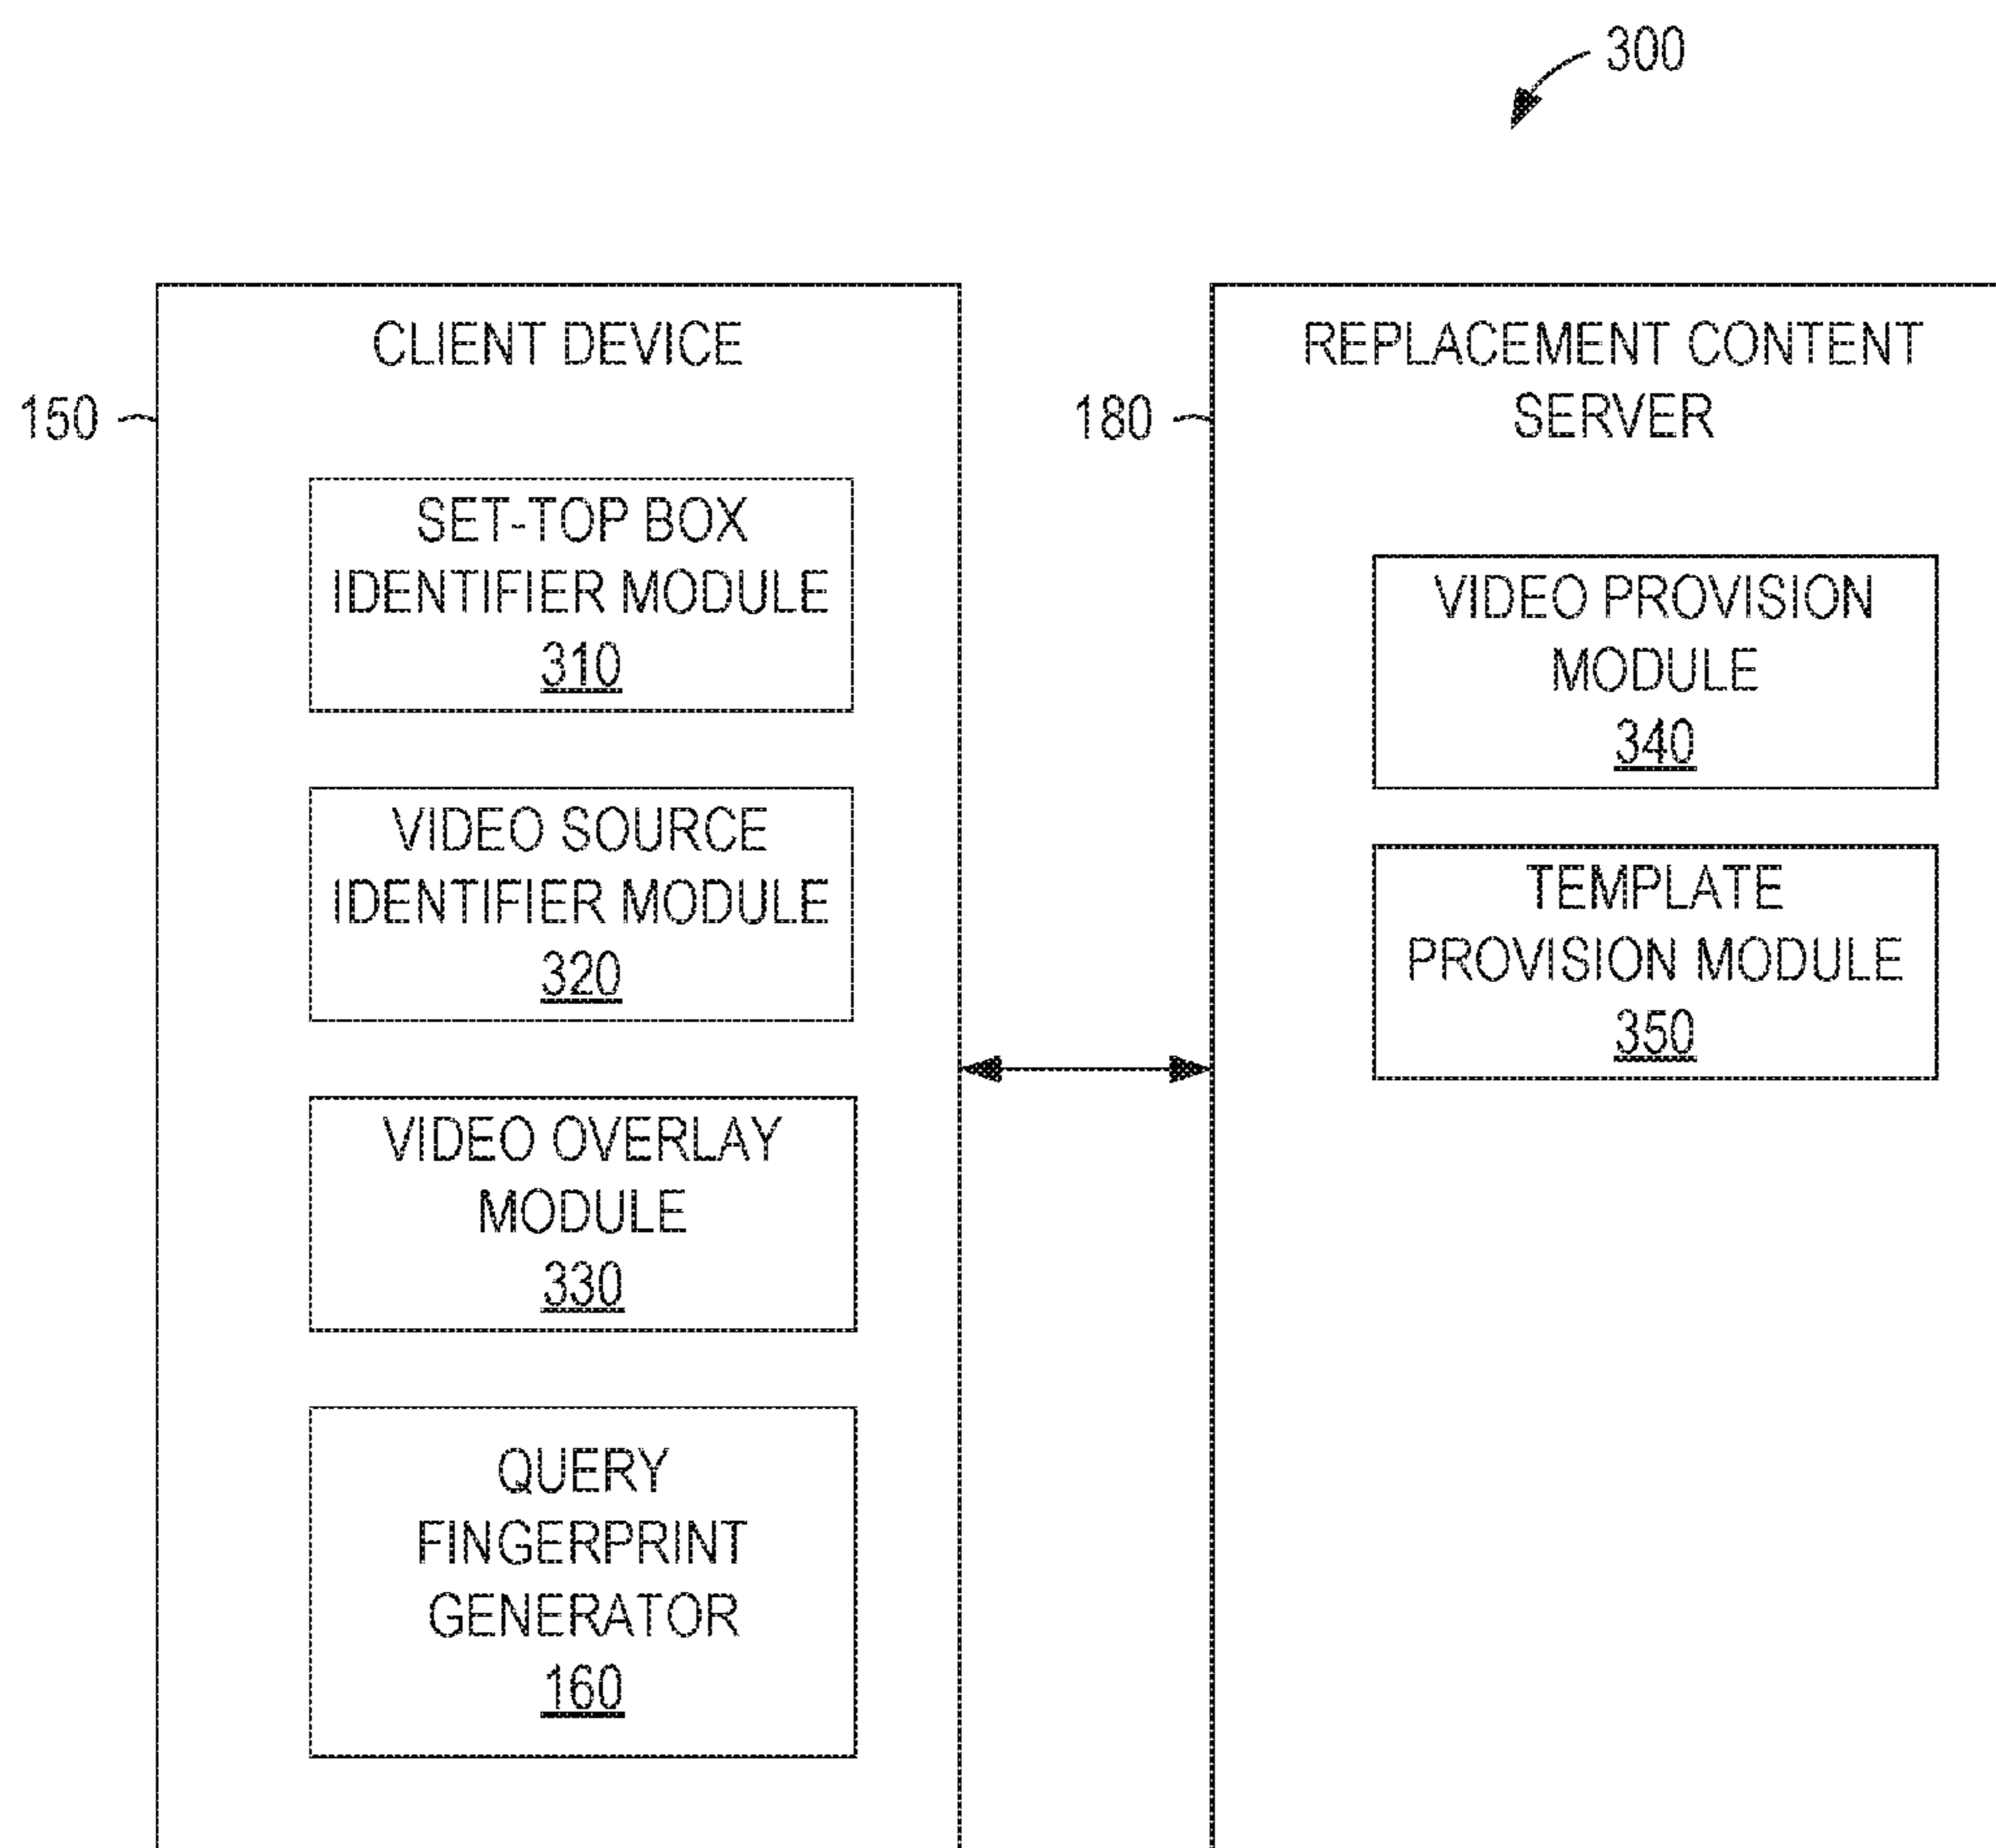 300
CLIENT DEVICE
150
SET-TOP BOX
IDENTIFIER MODULE
310
VIDEO SOURCE
IDENTIFIER MODULE
320
VIDEO OVERLAY
MODULE
330
QUERY
FINGERPRINT
GENERATOR
160
REPLACEMENT CONTENT
SERVER
180
VIDEO PROVISION
MODULE
340
TEMPLATE
PROVISION MODULE
350